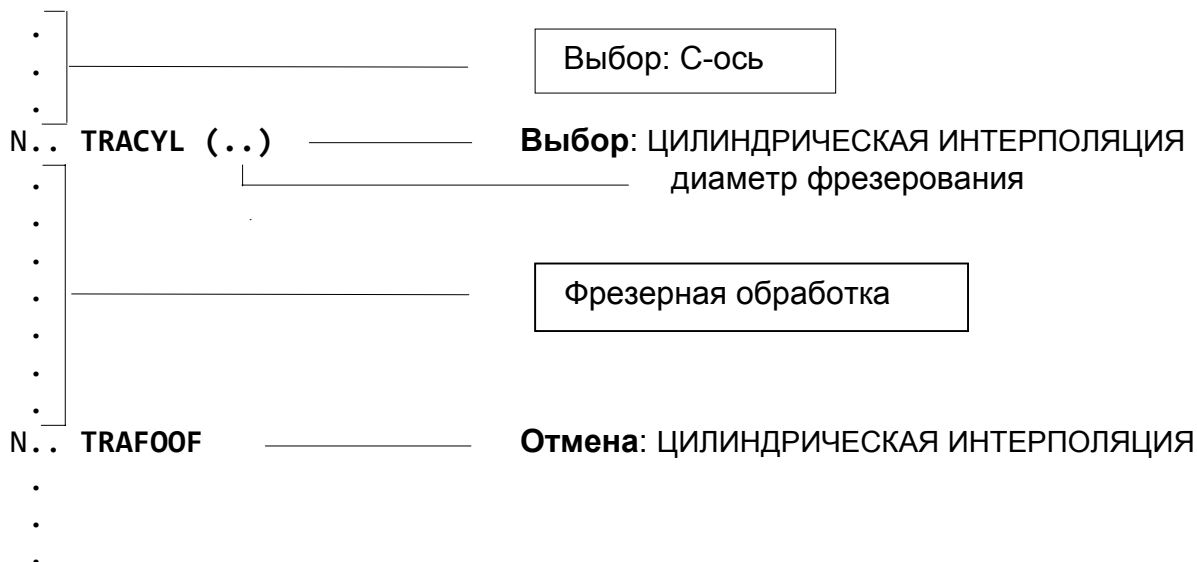 .
.
.
Выбор: C-ось
N.. TRACYL (..) Выбор: ЦИЛИНДРИЧЕСКАЯ ИНТЕРПОЛЯЦИЯ
диаметр фрезерования
.
.
.
.
.
.
.
Фрезерная обработка
N.. TRAFOOF Отмена: ЦИЛИНДРИЧЕСКАЯ ИНТЕРПОЛЯЦИЯ
.
.
.